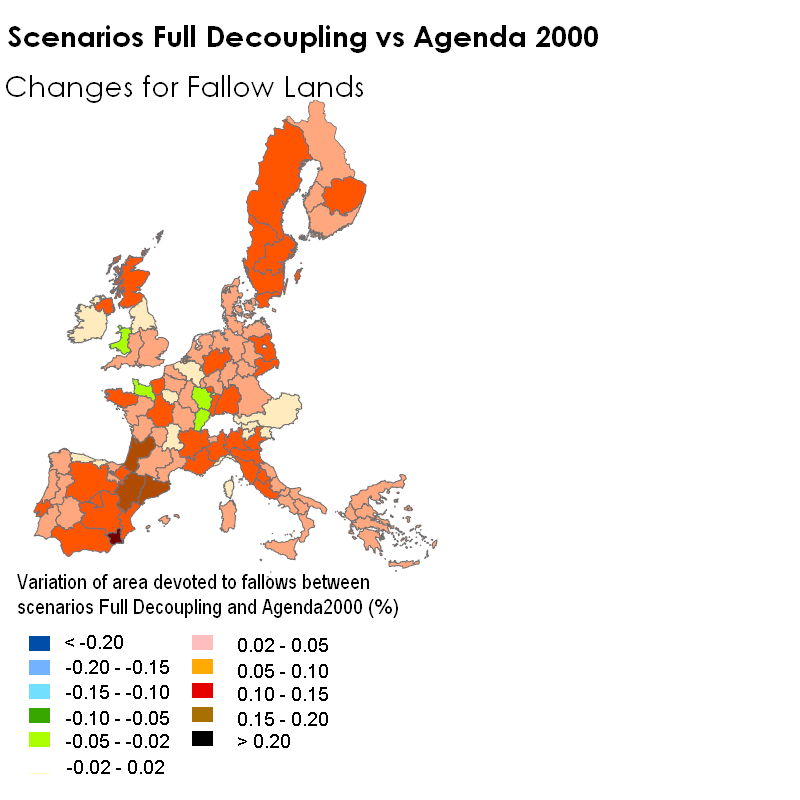 Scenarios Full Decoupling vs Agenda 2000
Changes for Fallow Lands
Variation of area devoted to fallows between
scenarios Full Decoupling and Agenda2000 (%)
< -0.20
-0.20 - -0.15
-0.15 - -0.10
-0.10 - -0.05
-0.05 - -0.02
-0.02 - 0.02
0.02 - 0.05
0.05 - 0.10
0.10 - 0.15
0.15 - 0.20
> 0.20